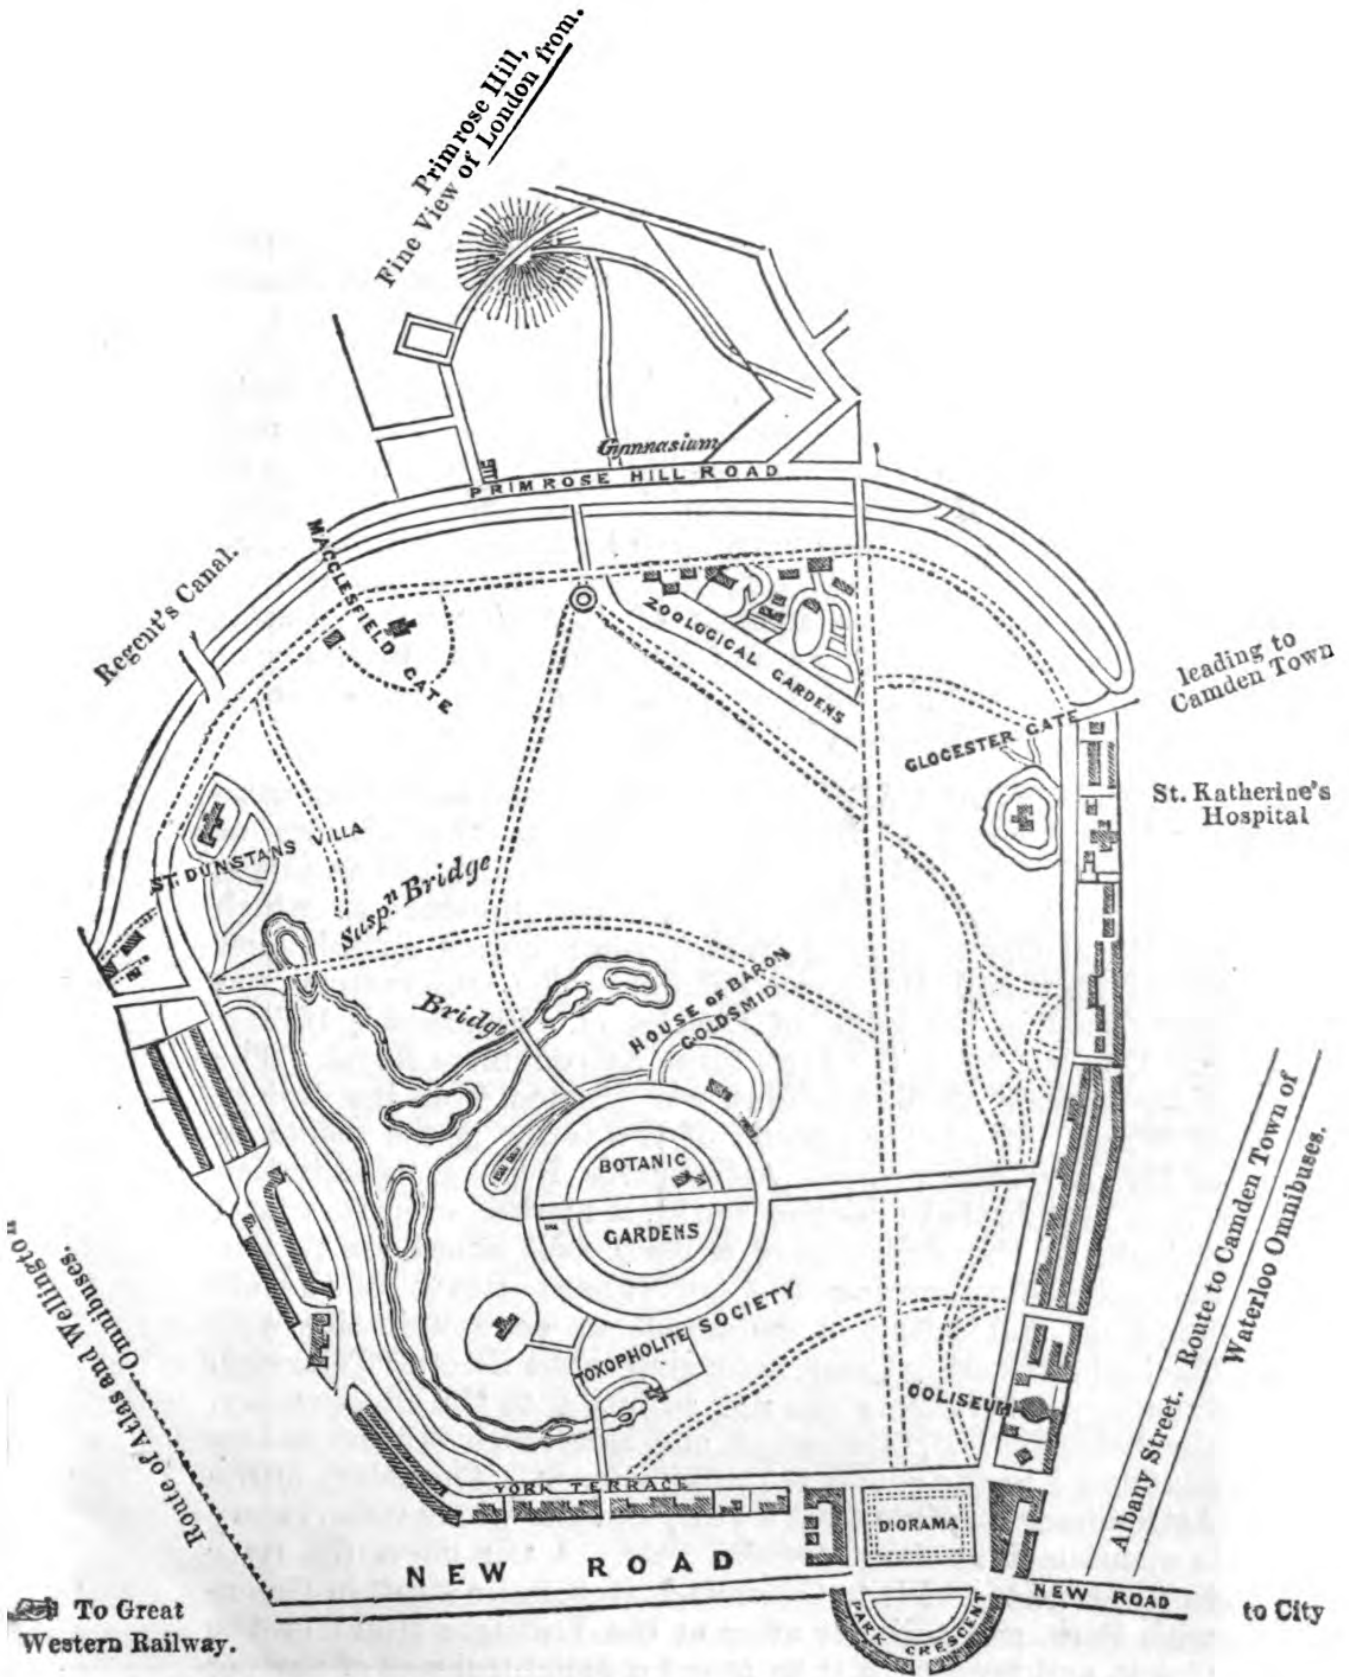 Primrose Hill,
Fine View of London from.
Gymnasium
PRIMROSE HILL ROAD
MACCLESFIELD GATE
Regent's Canal.
ZOOLOGICAL GARDENS
leading to
Camden Town
GLOCESTER GATE
St. Katherine's
Hospital
ST. DUNSTANS VILLA
Suspn Bridge
Bridge
HOUSE OF BARON
GOLDSMID
BOTANIC
GARDENS
TOXOPHOLITE SOCIETY
COLISEUM
Albany Street. Route to Camden Town of
Waterloo Omnibuses.
Route of Atlas and Wellington"
Omnibuses.
YORK TERRACE
DIORAMA
NEW ROAD
NEW ROAD
to City
PARK CRESCENT
To Great
Western Railway.